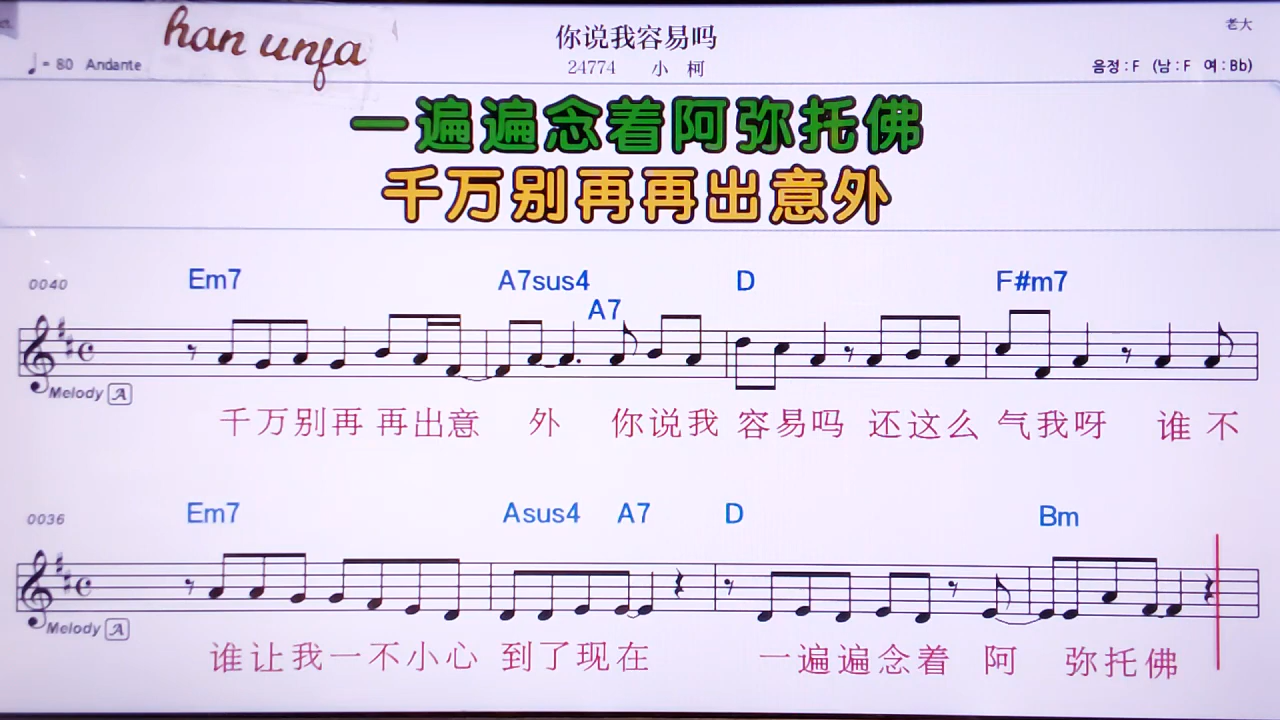 han unfa
你说我容易吗
老大
♩= 80 Andante
24774 小 柯
음정 : F (남 : F 여 : Bb)
一遍遍念着阿弥托佛
千万别再再出意外
0040 Em7 A7sus4 A7 D F#m7
Melody A
千万别再 再出意 外 你说我 容易吗 还这么 气我呀 谁 不
0036 Em7 Asus4 A7 D Bm
Melody A
谁让我一不小心 到了现在 一遍遍念着 阿 弥托佛